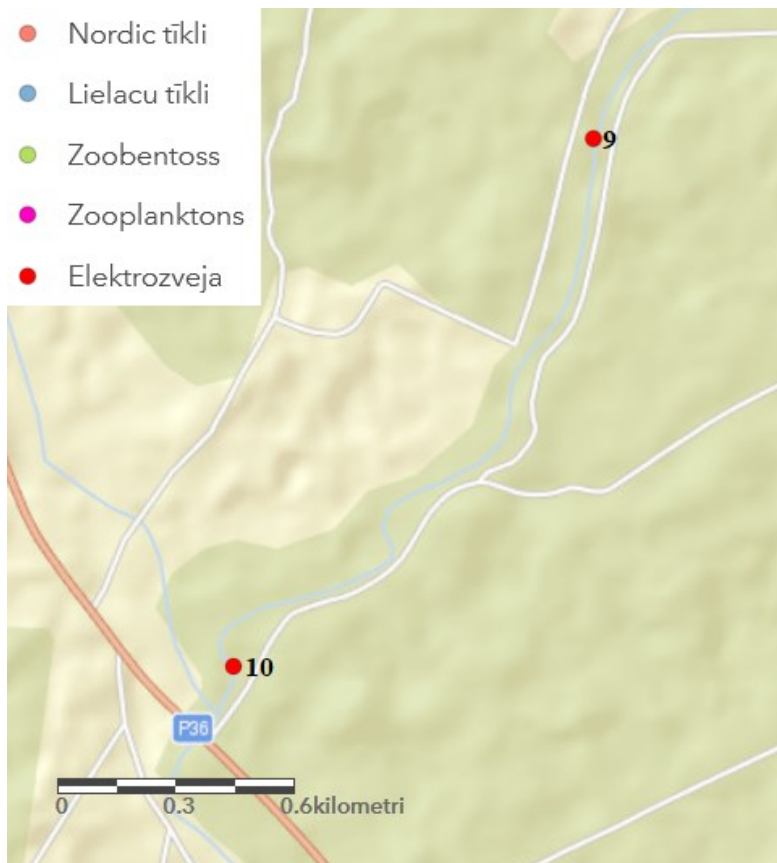 Nordic tīkli
Lielacu tīkli
Zoobentoss
Zooplanktons
Elektrozveja
9
10
P36
0 0.3 0.6kilometri